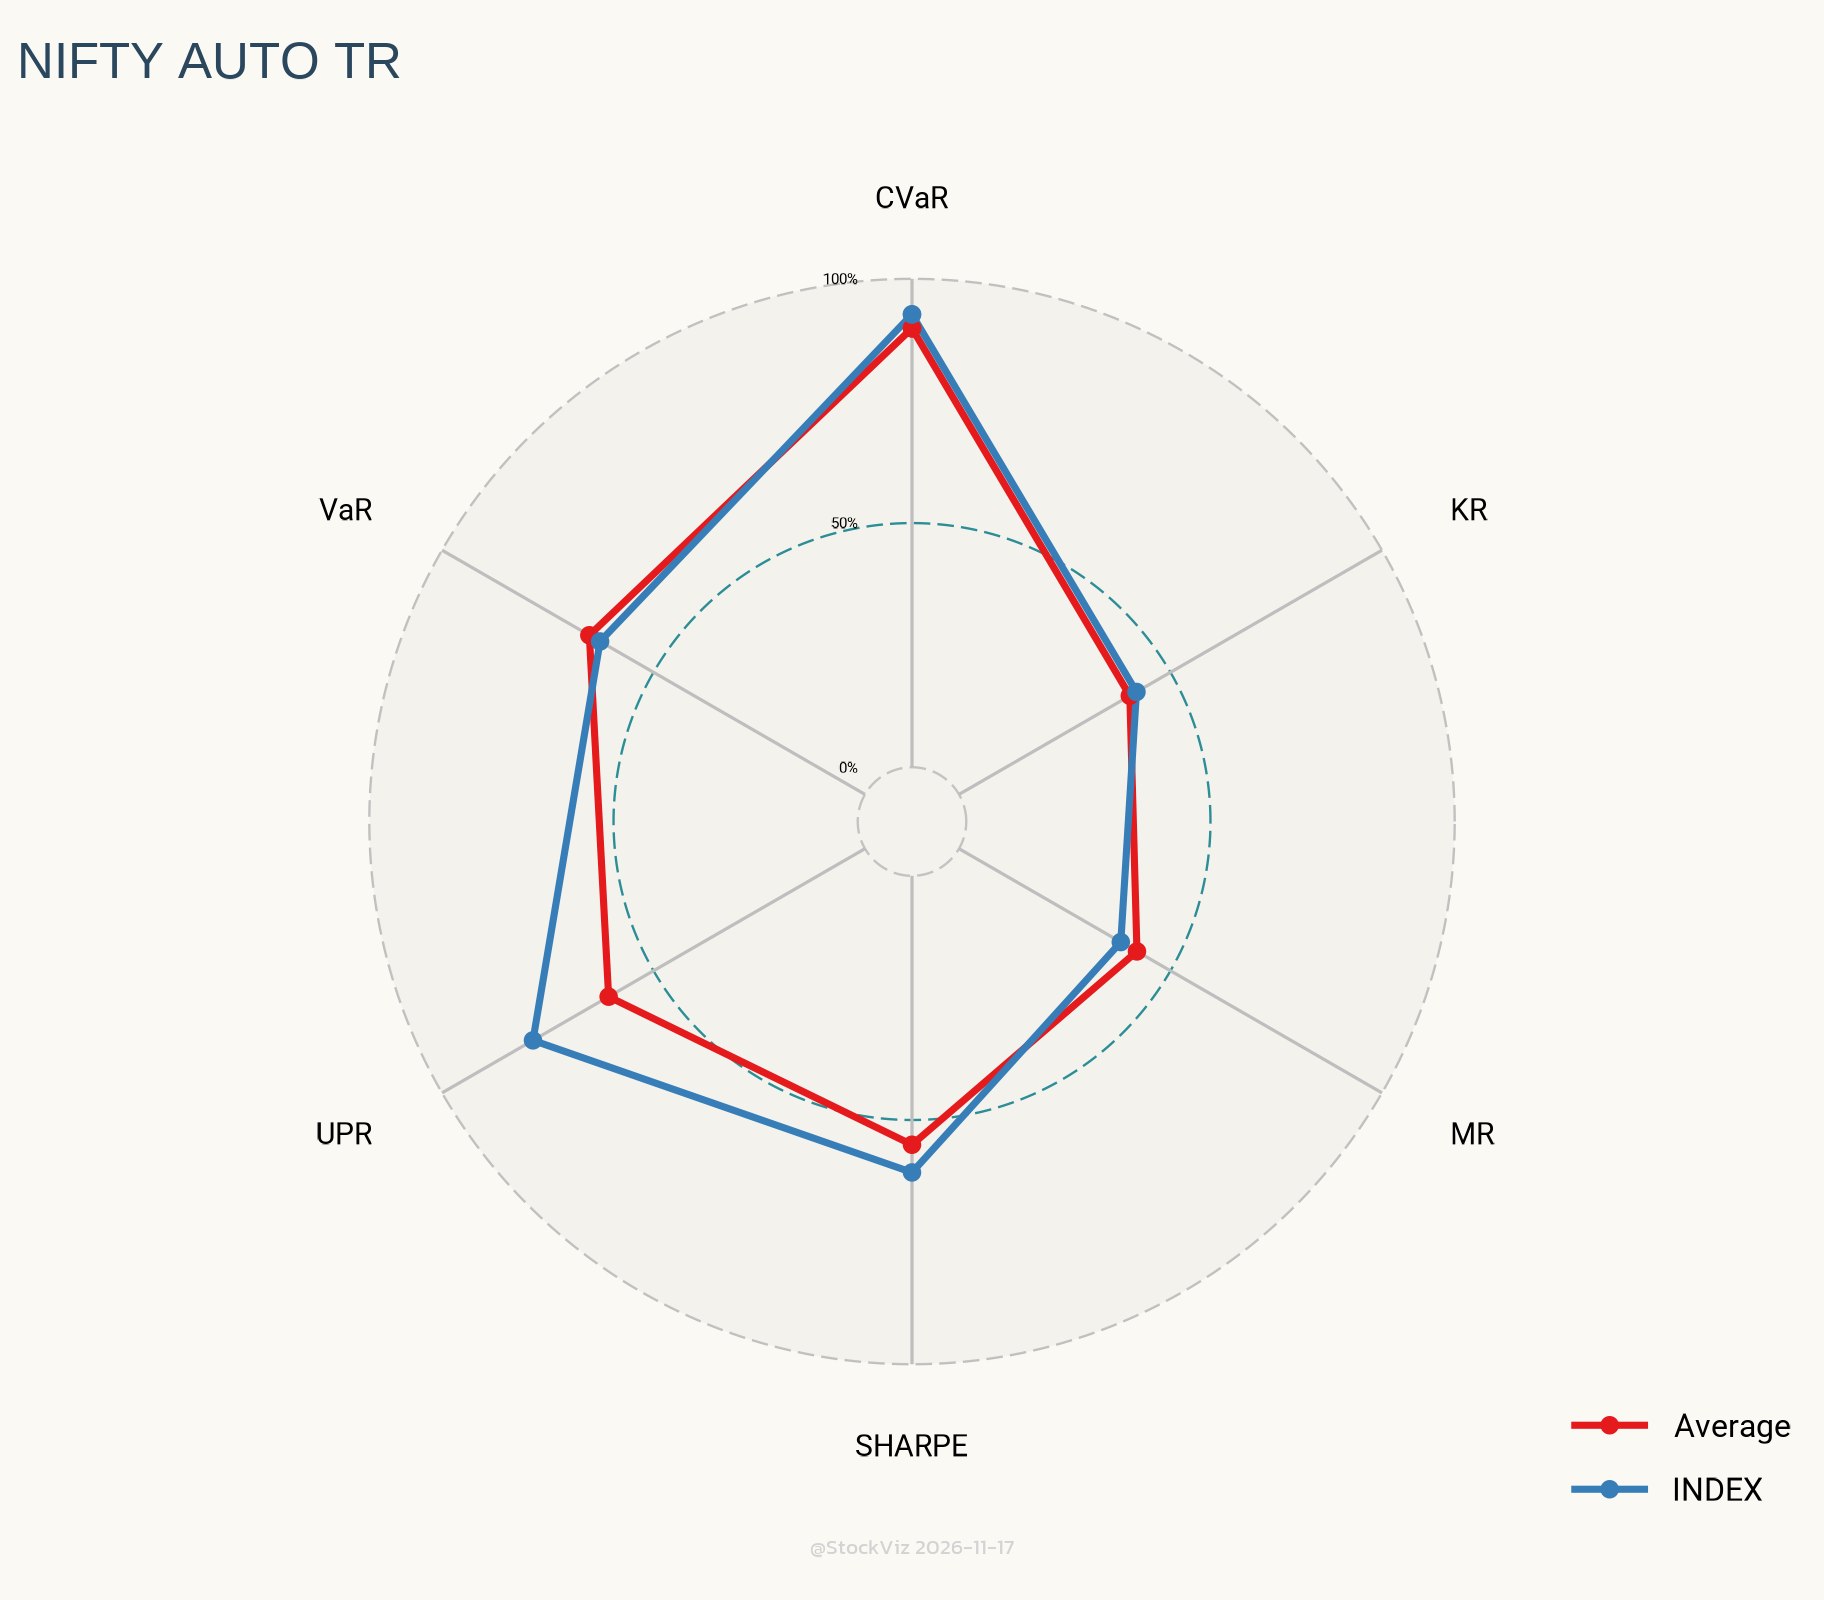 NIFTY AUTO TR
CVaR
100%
VaR
KR
50%
0%
UPR
MR
SHARPE
Average
INDEX
@StockViz 2026-11-17